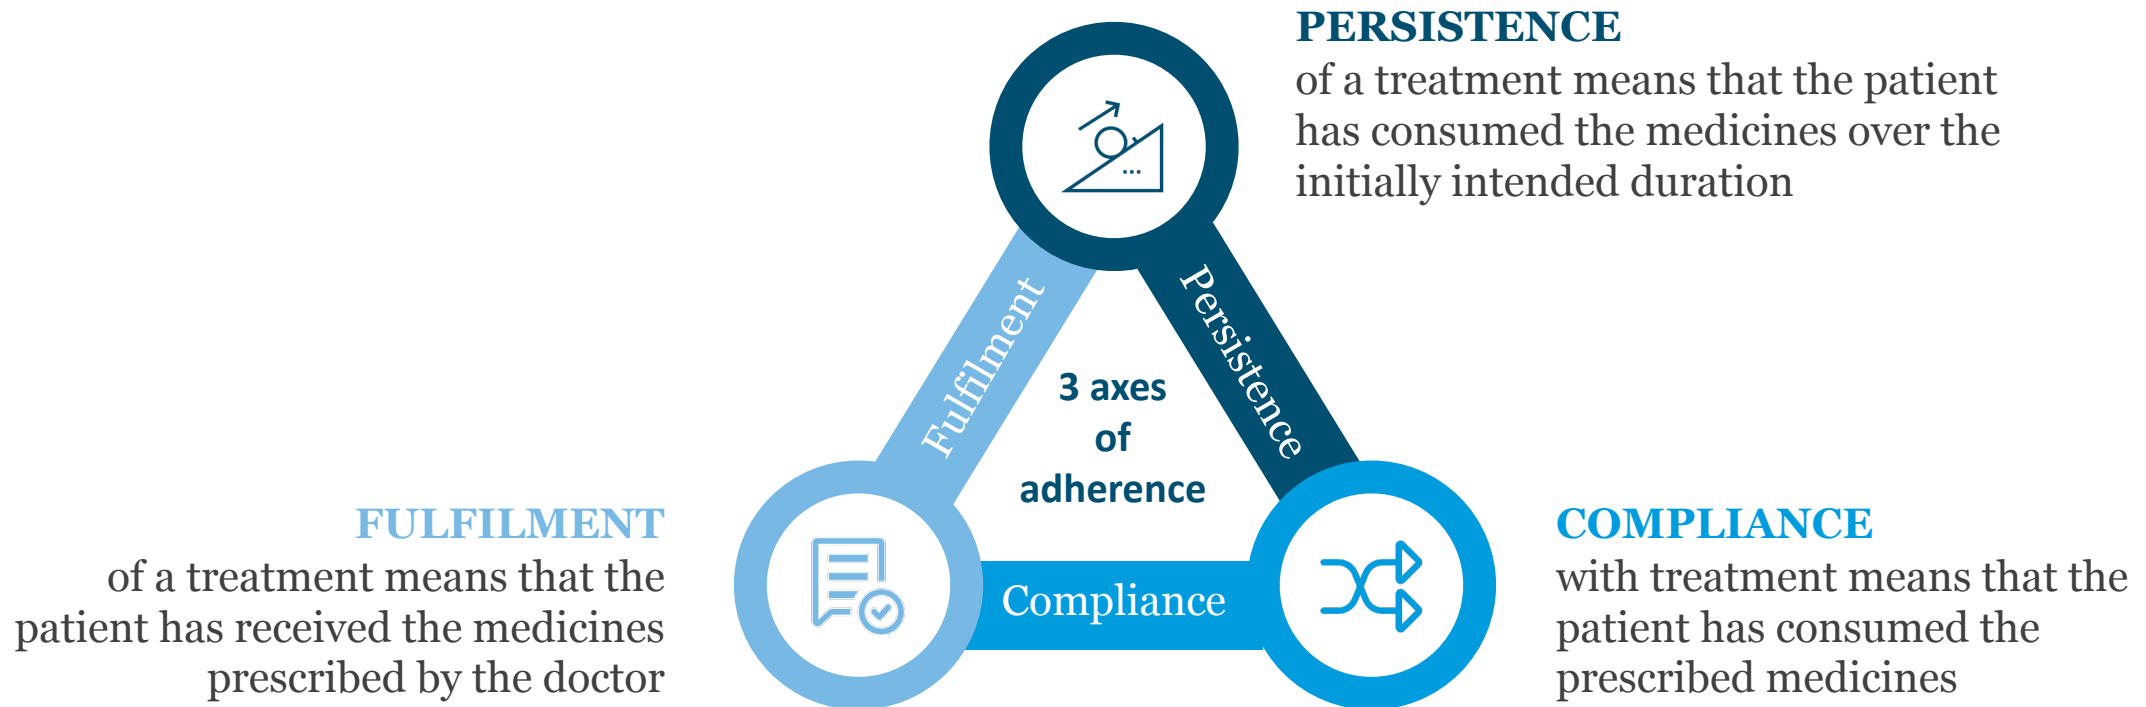 PERSISTENCE
of a treatment means that the patient
has consumed the medicines over the
initially intended duration
Fulfilment
Persistence
3 axes
of
adherence
FULFILMENT
of a treatment means that the
patient has received the medicines
prescribed by the doctor
Compliance
COMPLIANCE
with treatment means that the
patient has consumed the
prescribed medicines